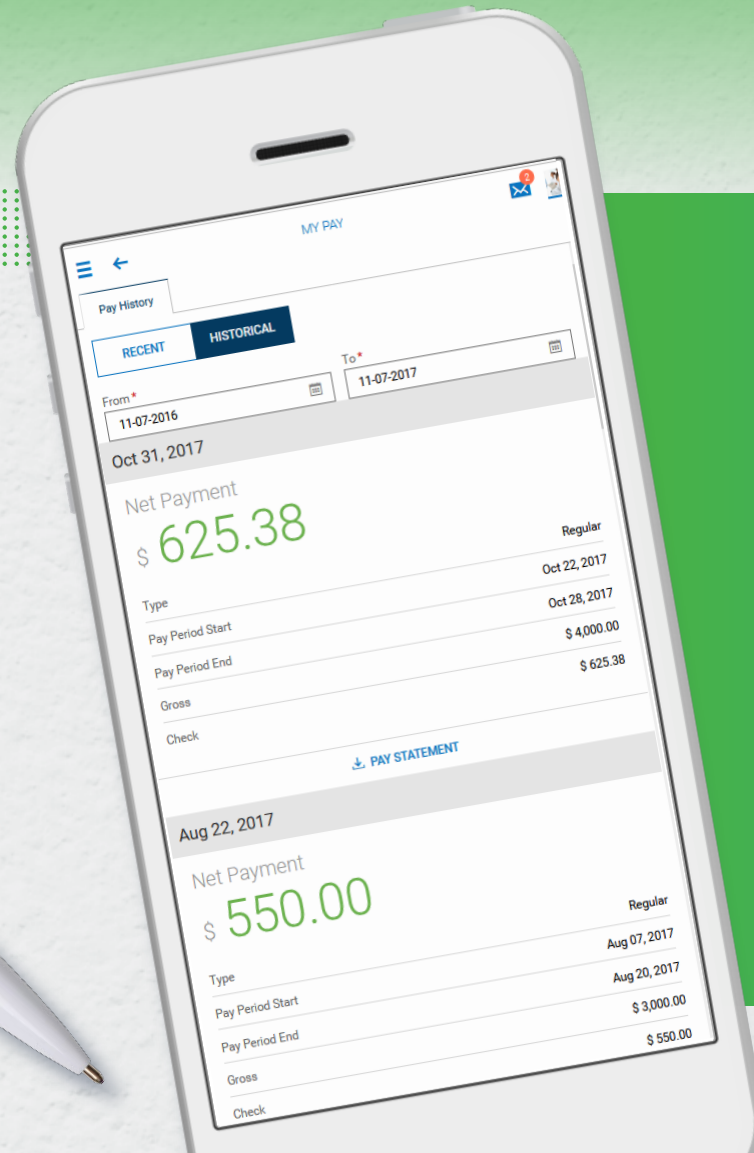 2
MY PAY
Pay History
RECENT HISTORICAL
From * To *
11-07-2016 11-07-2017
Oct 31, 2017
Net Payment
$ 625.38
Type Regular
Pay Period Start Oct 22, 2017
Pay Period End Oct 28, 2017
Gross $ 4,000.00
Check $ 625.38
PAY STATEMENT
Aug 22, 2017
Net Payment
$ 550.00
Type Regular
Pay Period Start Aug 07, 2017
Pay Period End Aug 20, 2017
Gross $ 3,000.00
Check $ 550.00